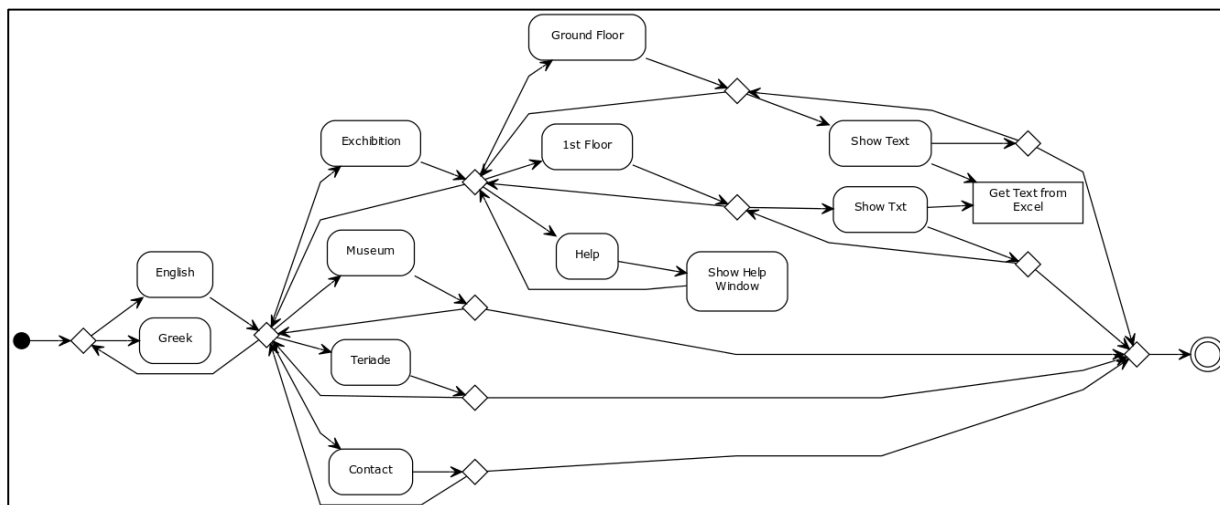 Ground Floor
Exchibition
1st Floor
Show Text
Get Text from
Excel
Show Txt
Museum
Help
Show Help
Window
English
Greek
Teriade
Contact